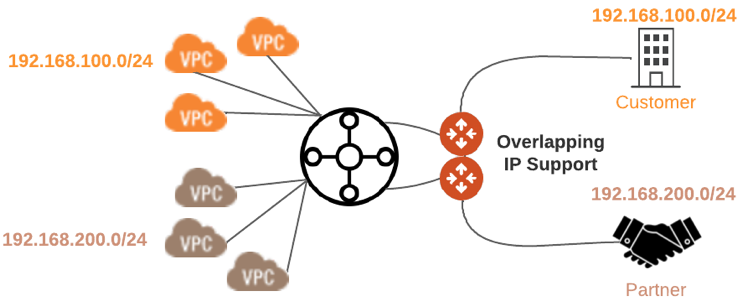 192.168.100.0/24
VPC
VPC
192.168.100.0/24
Customer
VPC
Overlapping
IP Support
VPC
192.168.200.0/24
VPC
192.168.200.0/24
VPC
Partner